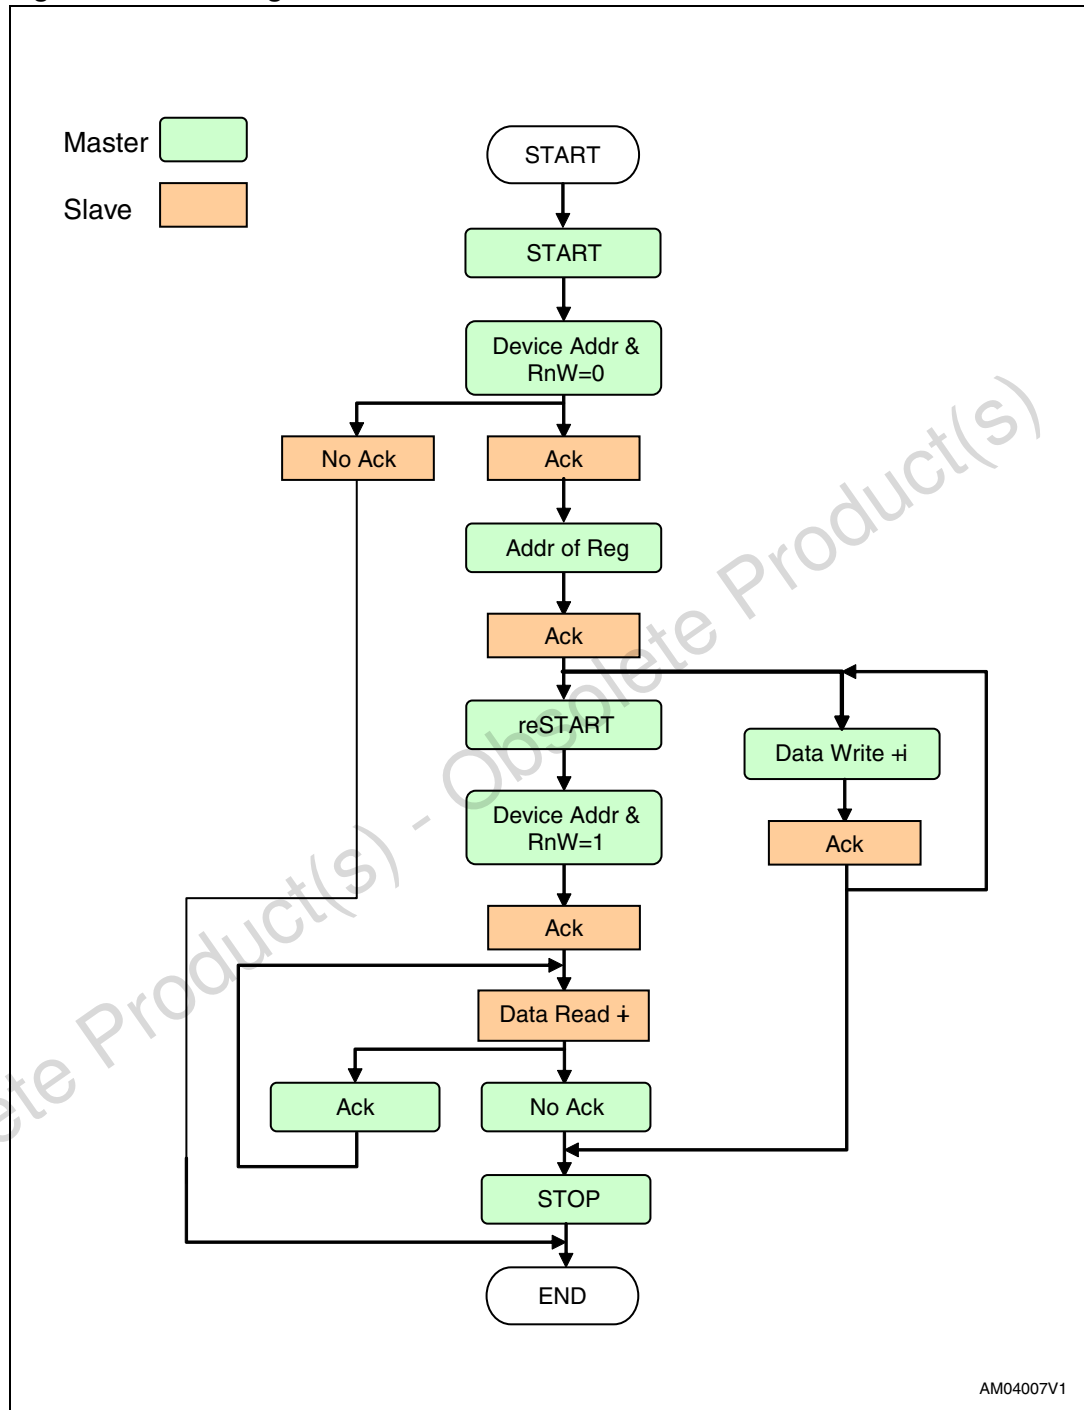 Master
Slave
START
START
Device Addr &
RnW=0
No Ack
Ack
Addr of Reg
Ack
reSTART
Data Write +i
Device Addr &
RnW=1
Ack
Ack
Data Read +i
Ack
No Ack
STOP
END
ete Product(s) - Obsolete Product(s)
AM04007V1